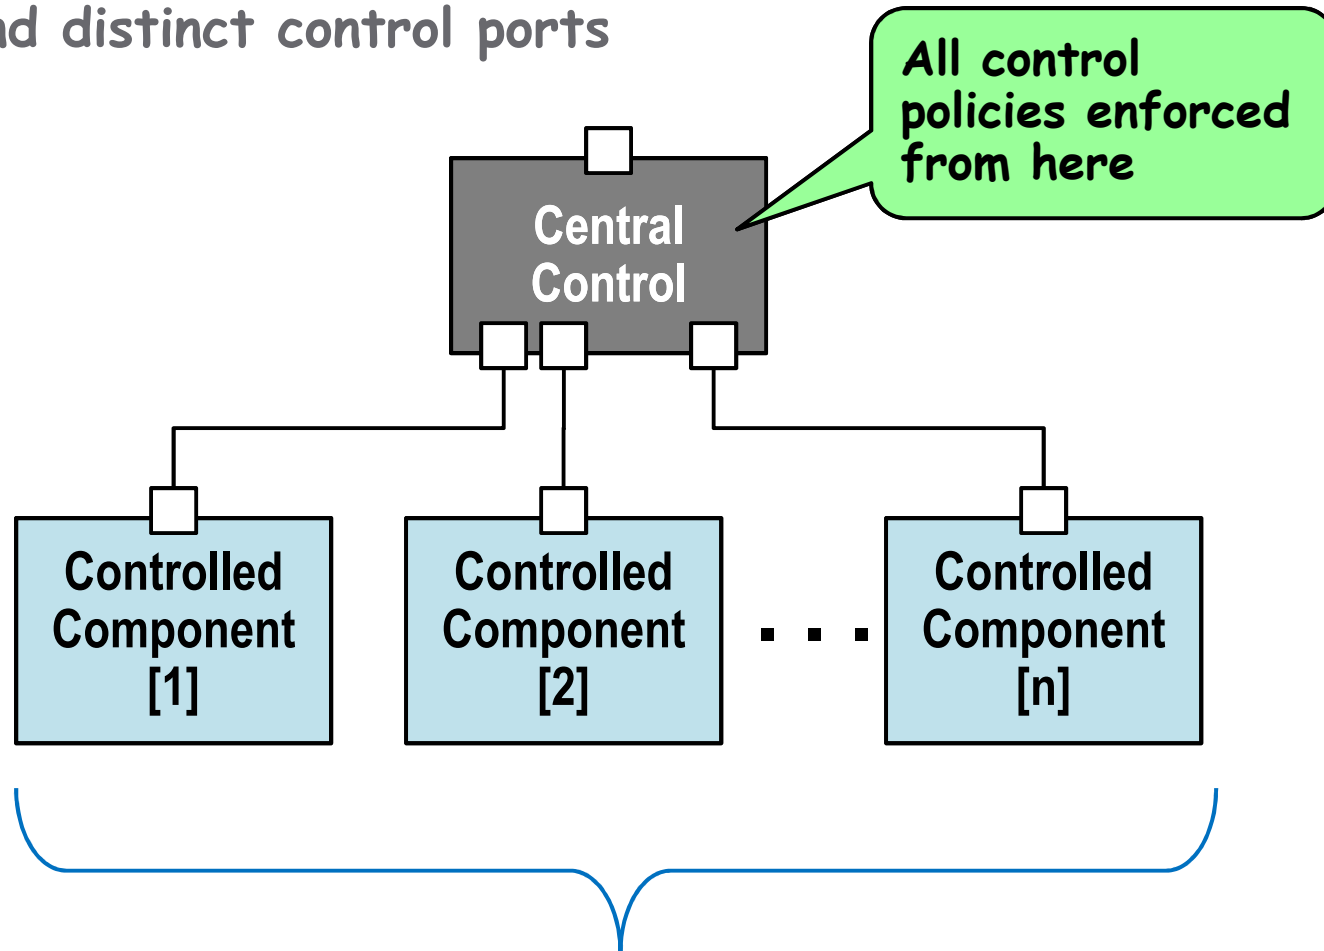 nd distinct control ports
All control
policies enforced
from here
Central
Control
Controlled
Component
[1]
Controlled
Component
[2]
. . .
Controlled
Component
[n]